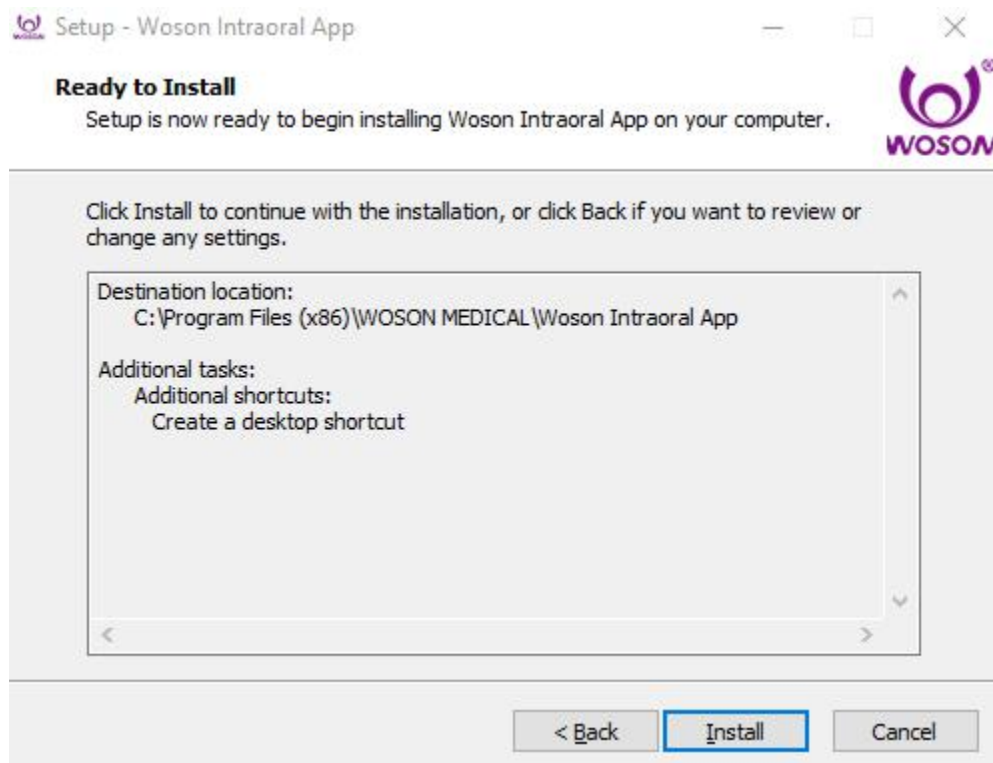 WOSON
Setup - Woson Intraoral App
Ready to Install
Setup is now ready to begin installing Woson Intraoral App on your computer.
®
WOSON
Click Install to continue with the installation, or click Back if you want to review or
change any settings.
Destination location:
C:\Program Files (x86)\WOSON MEDICAL\Woson Intraoral App
Additional tasks:
Additional shortcuts:
Create a desktop shortcut
< Back
Install
Cancel